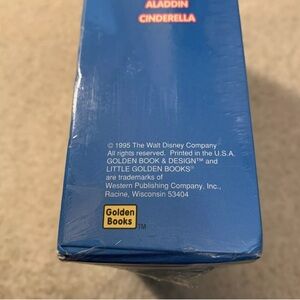 ALADDIN
CINDERELLA
© 1995 The Walt Disney Company
All rights reserved. Printed in the U.S.A.
GOLDEN BOOK & DESIGN™ and
LITTLE GOLDEN BOOKS®
are trademarks of
Western Publishing Company, Inc.,
Racine, Wisconsin 53404
Golden
Books™